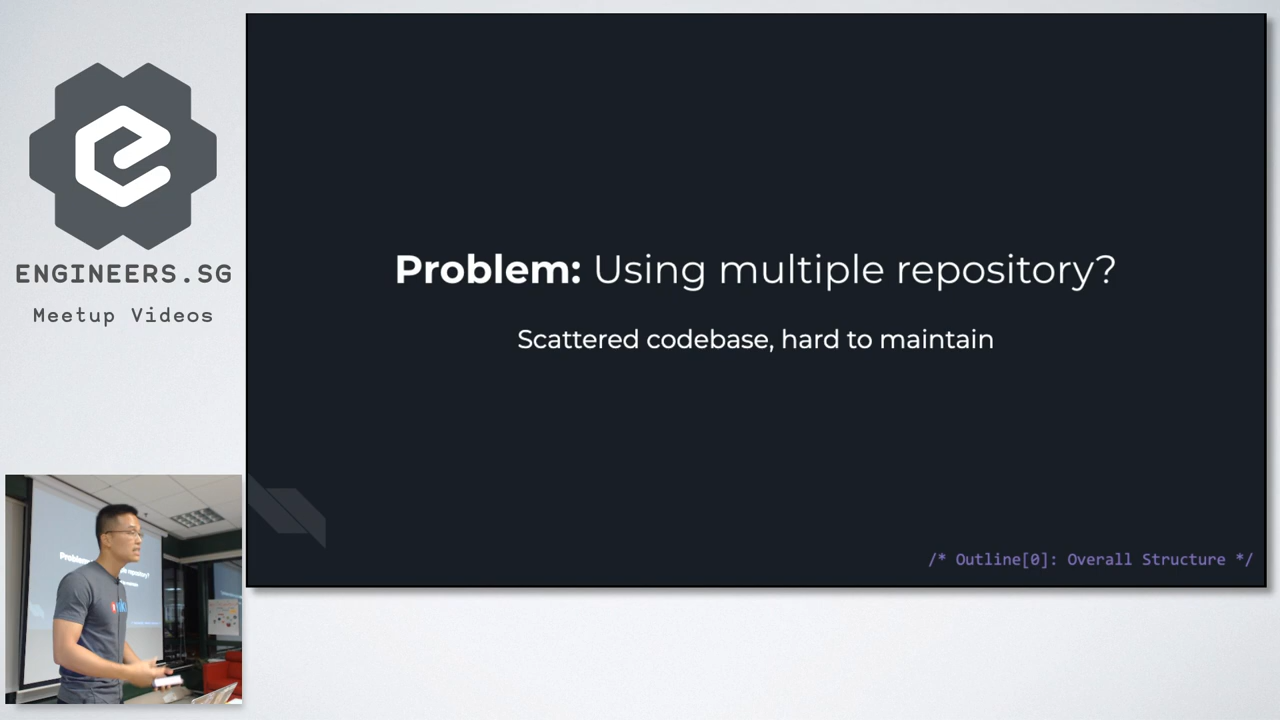 ENGINEERS.SG
Meetup Videos
Problem: Using multiple repository?
Scattered codebase, hard to maintain
/* Outline[0]: Overall Structure */